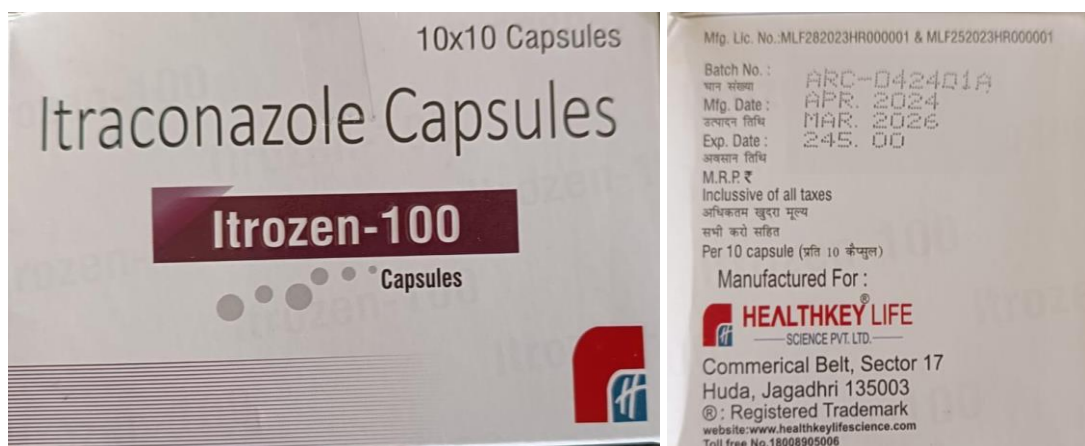 10x10 Capsules
Itraconazole Capsules
Itrozen-100
Capsules
Mfg. Lic. No.:MLF282023HR000001 & MLF252023HR000001
Batch No. : ARC-042401A
चान संख्या
Mfg. Date : APR. 2024
उत्पादन तिथि MAR. 2026
Exp. Date : 245. 00
अवसान तिथि
M.R.P. ₹
Inclussive of all taxes
अधिकतम खुदरा मूल्य
सभी करो सहित
Per 10 capsule (प्रति 10 कैप्सुल)
Manufactured For :
HEALTHKEY® LIFE
SCIENCE PVT. LTD.
Commerical Belt, Sector 17
Huda, Jagadhri 135003
® : Registered Trademark
website:www.healthkeylifescience.com
Toll free No.18008905006